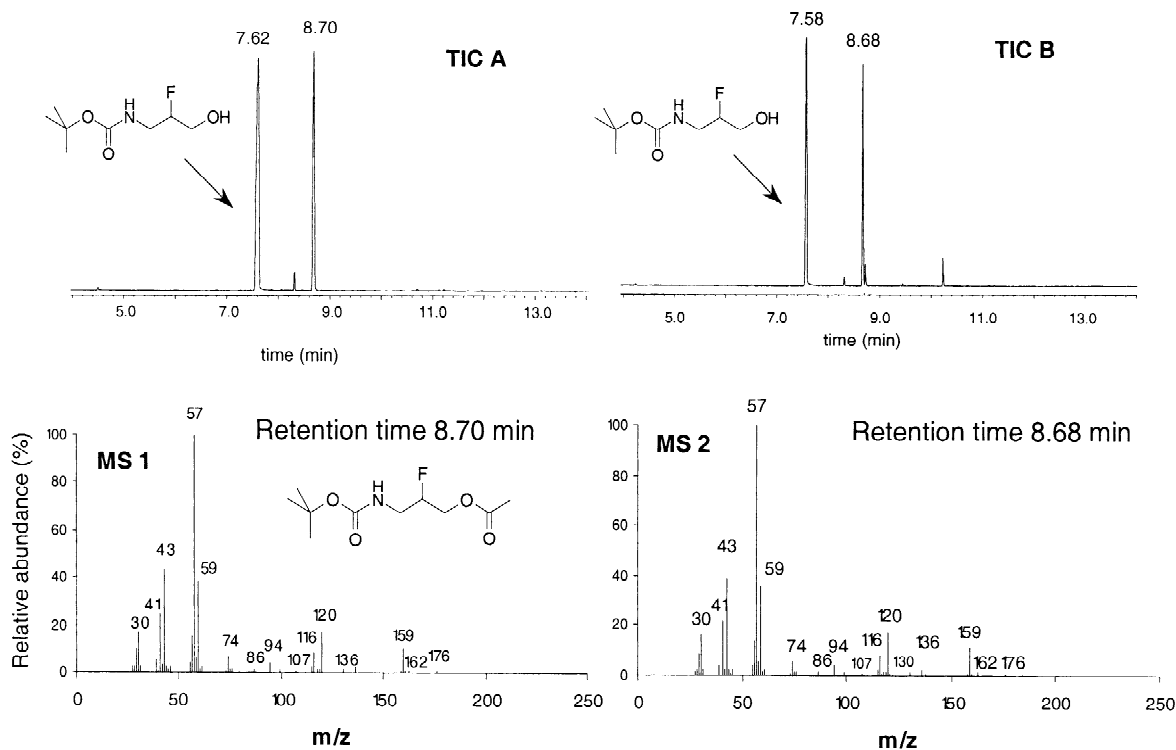 7.62
8.70
TIC A
F
H
O
N
OH
O
5.0 7.0 9.0 11.0 13.0
time (min)
7.58
8.68
TIC B
F
H
O
N
OH
O
5.0 7.0 9.0 11.0 13.0
time (min)
Relative abundance (%)
MS 1
Retention time 8.70 min
F
H
O
N
O
O
O
100
80
60
40
20
0
57
43
59
41
30
74
86
94
107
116
120
136
159
162
176
0 50 100 150 200 250
m/z
MS 2
Retention time 8.68 min
100
80
60
40
20
0
57
43
59
41
30
74
86
94
107
116
120
130
136
159
162
176
0 50 100 150 200 250
m/z